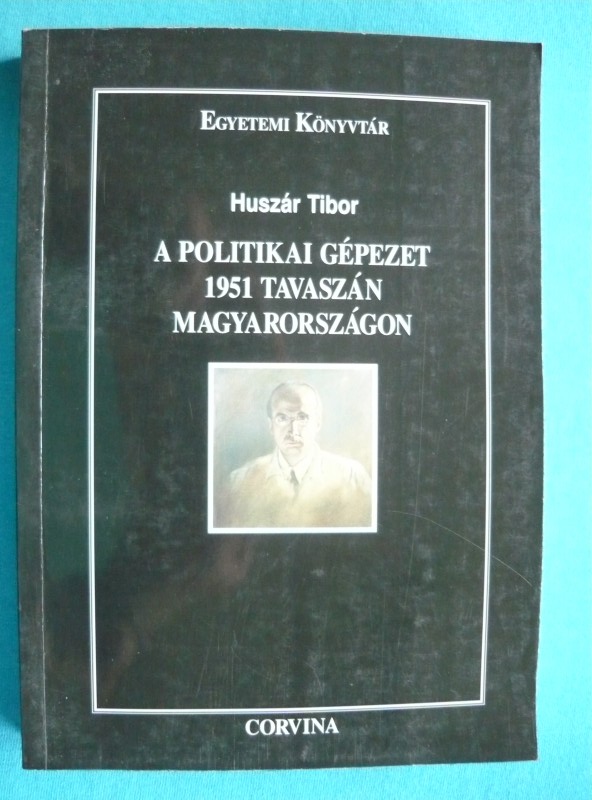 EGYETEMI KÖNYVTÁR
Huszár Tibor
A POLITIKAI GÉPEZET
1951 TAVASZÁN
MAGYARORSZÁGON
CORVINA